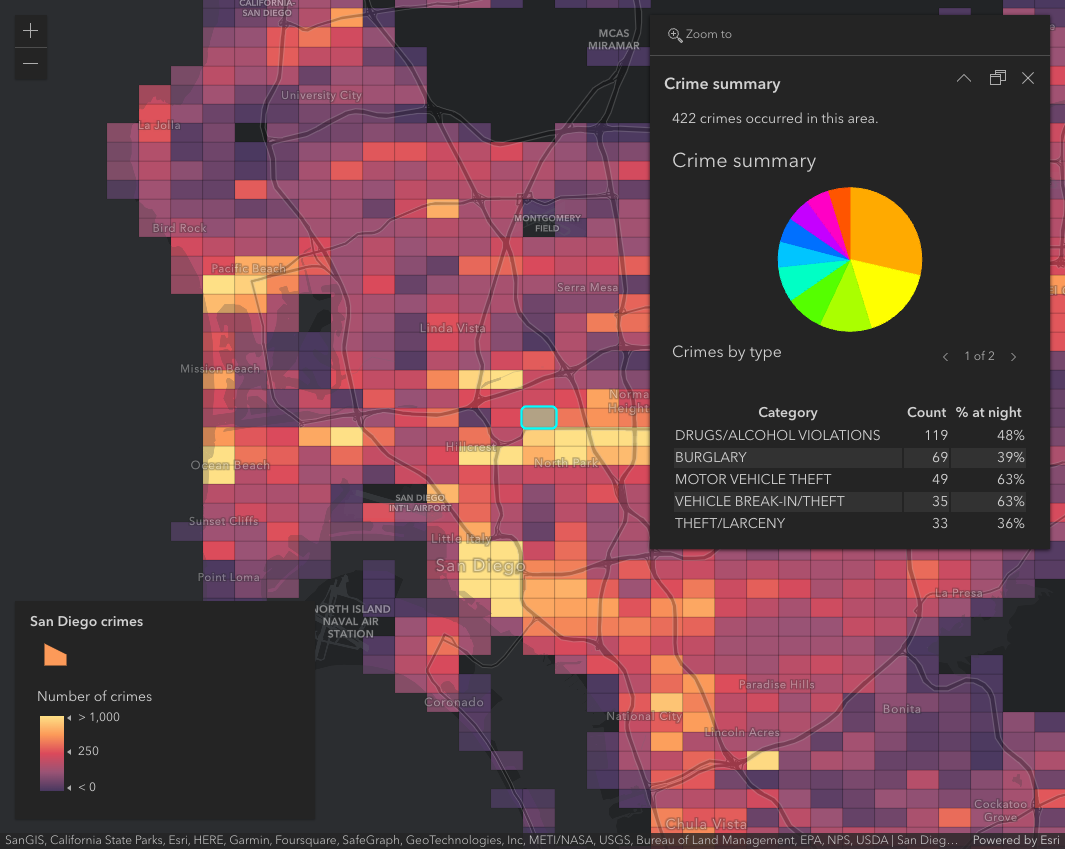 CALIFORNIA-
SAN DIEGO
MCAS
MIRAMAR
University City
La Jolla
Bird Rock
MONTGOMERY
FIELD
Pacific Beach
Serra Mesa
Linda Vista
Mission Beach
Hillcrest
North Park
Ocean Beach
SAN DIEGO
INT'L AIRPORT
Sunset Cliffs
Little Italy
San Diego
Point Loma
La Presa
NORTH ISLAND
NAVAL AIR
STATION
Coronado
Paradise Hills
National City
Bonita
Lincoln Acres
Cockatoo
Grove
Chula Vista
Zoom to
Crime summary
422 crimes occurred in this area.
Crime summary
Crimes by type
1 of 2
Category Count % at night
DRUGS/ALCOHOL VIOLATIONS 119 48%
BURGLARY 69 39%
MOTOR VEHICLE THEFT 49 63%
VEHICLE BREK-IN/THEFT 35 63%
THEFT/LARCENY 33 36%
San Diego crimes
Number of crimes
> 1,000
250
< 0
SanGIS, California State Parks, Esri, HERE, Garmin, Foursquare, SafeGraph, GeoTechnologies, Inc, METI/NASA, USGS, Bureau of Land Management, EPA, NPS, USDA | San Dieg… Powered by Esri